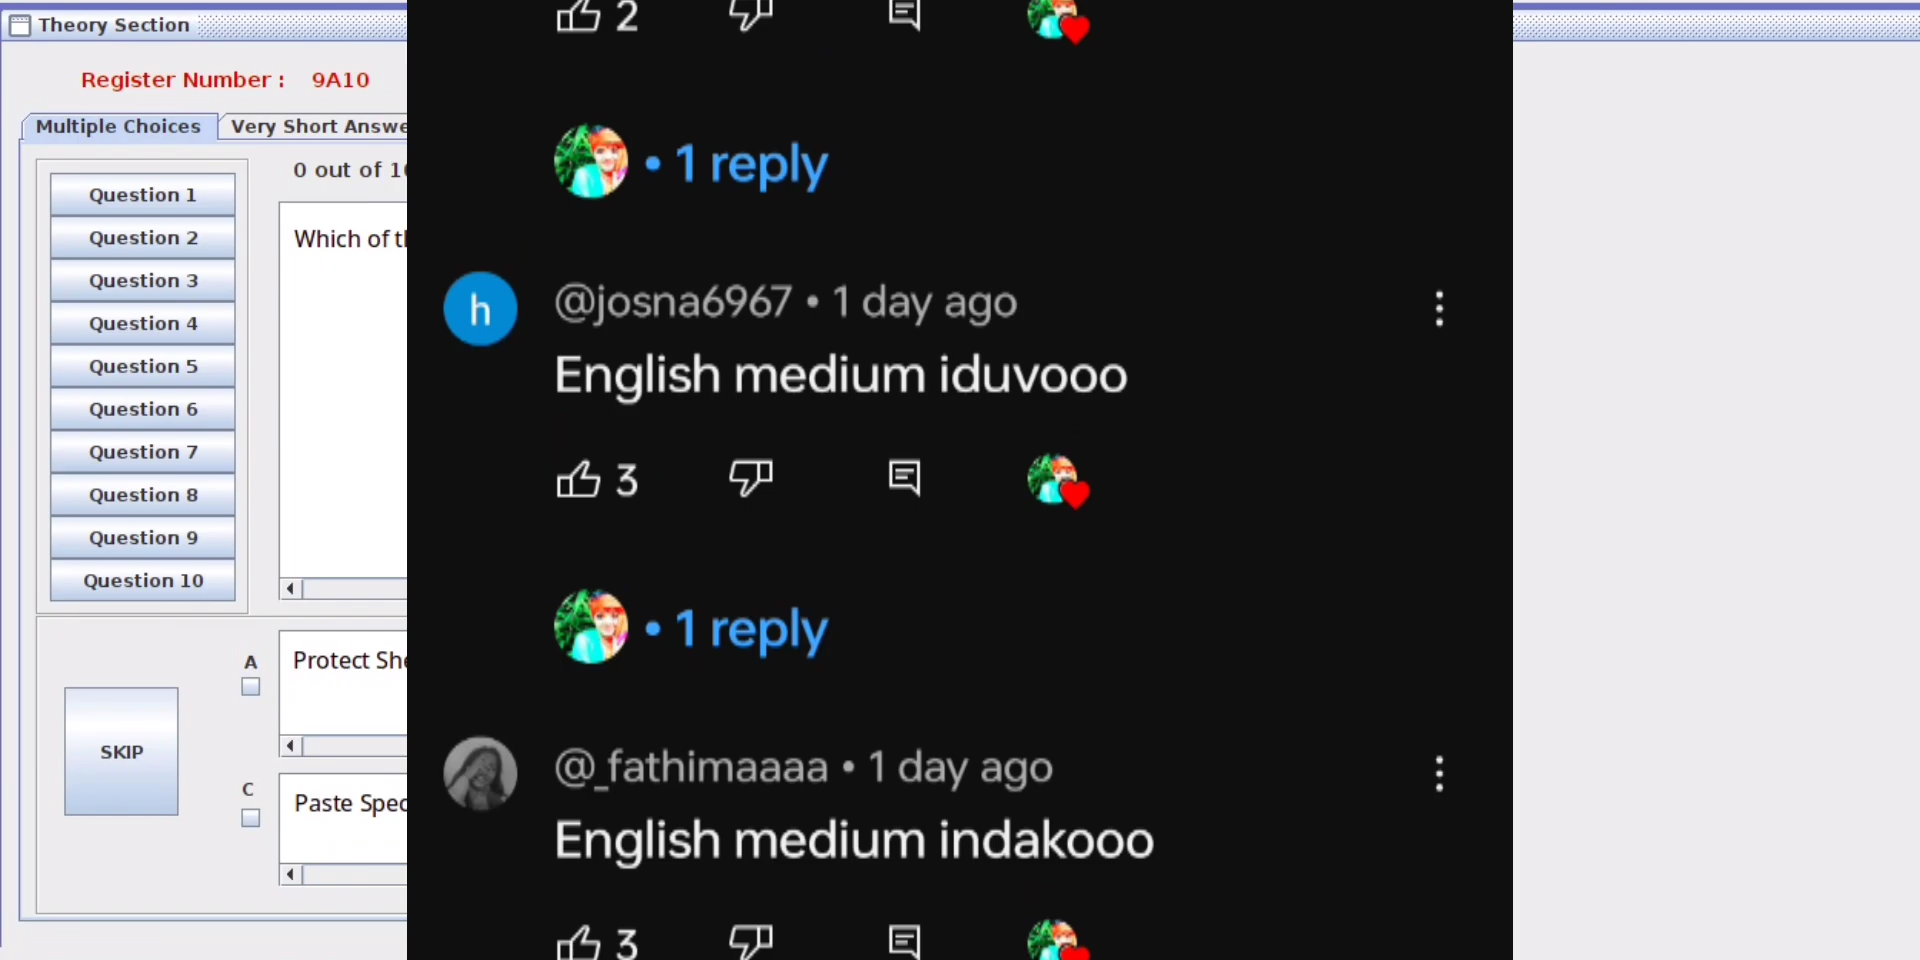 Theory Section
Register Number : 9A10
Multiple Choices
Very Short Answe
0 out of 1
Question 1
Question 2
Question 3
Question 4
Question 5
Question 6
Question 7
Question 8
Question 9
Question 10
Which of t
SKIP
A
Protect She
C
Paste Spec
2
• 1 reply
h
@josna6967 • 1 day ago
English medium iduvooo
3
• 1 reply
@_fathimaaaa • 1 day ago
English medium indakooo
3